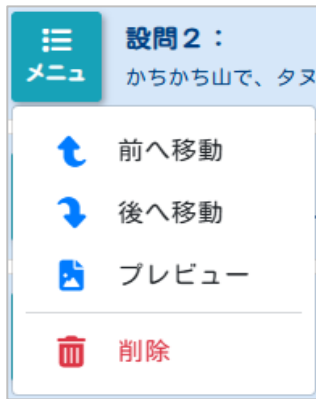 メニュ
設問２：
かちかち山で、タヌ
前へ移動
後へ移動
プレビュー
削除